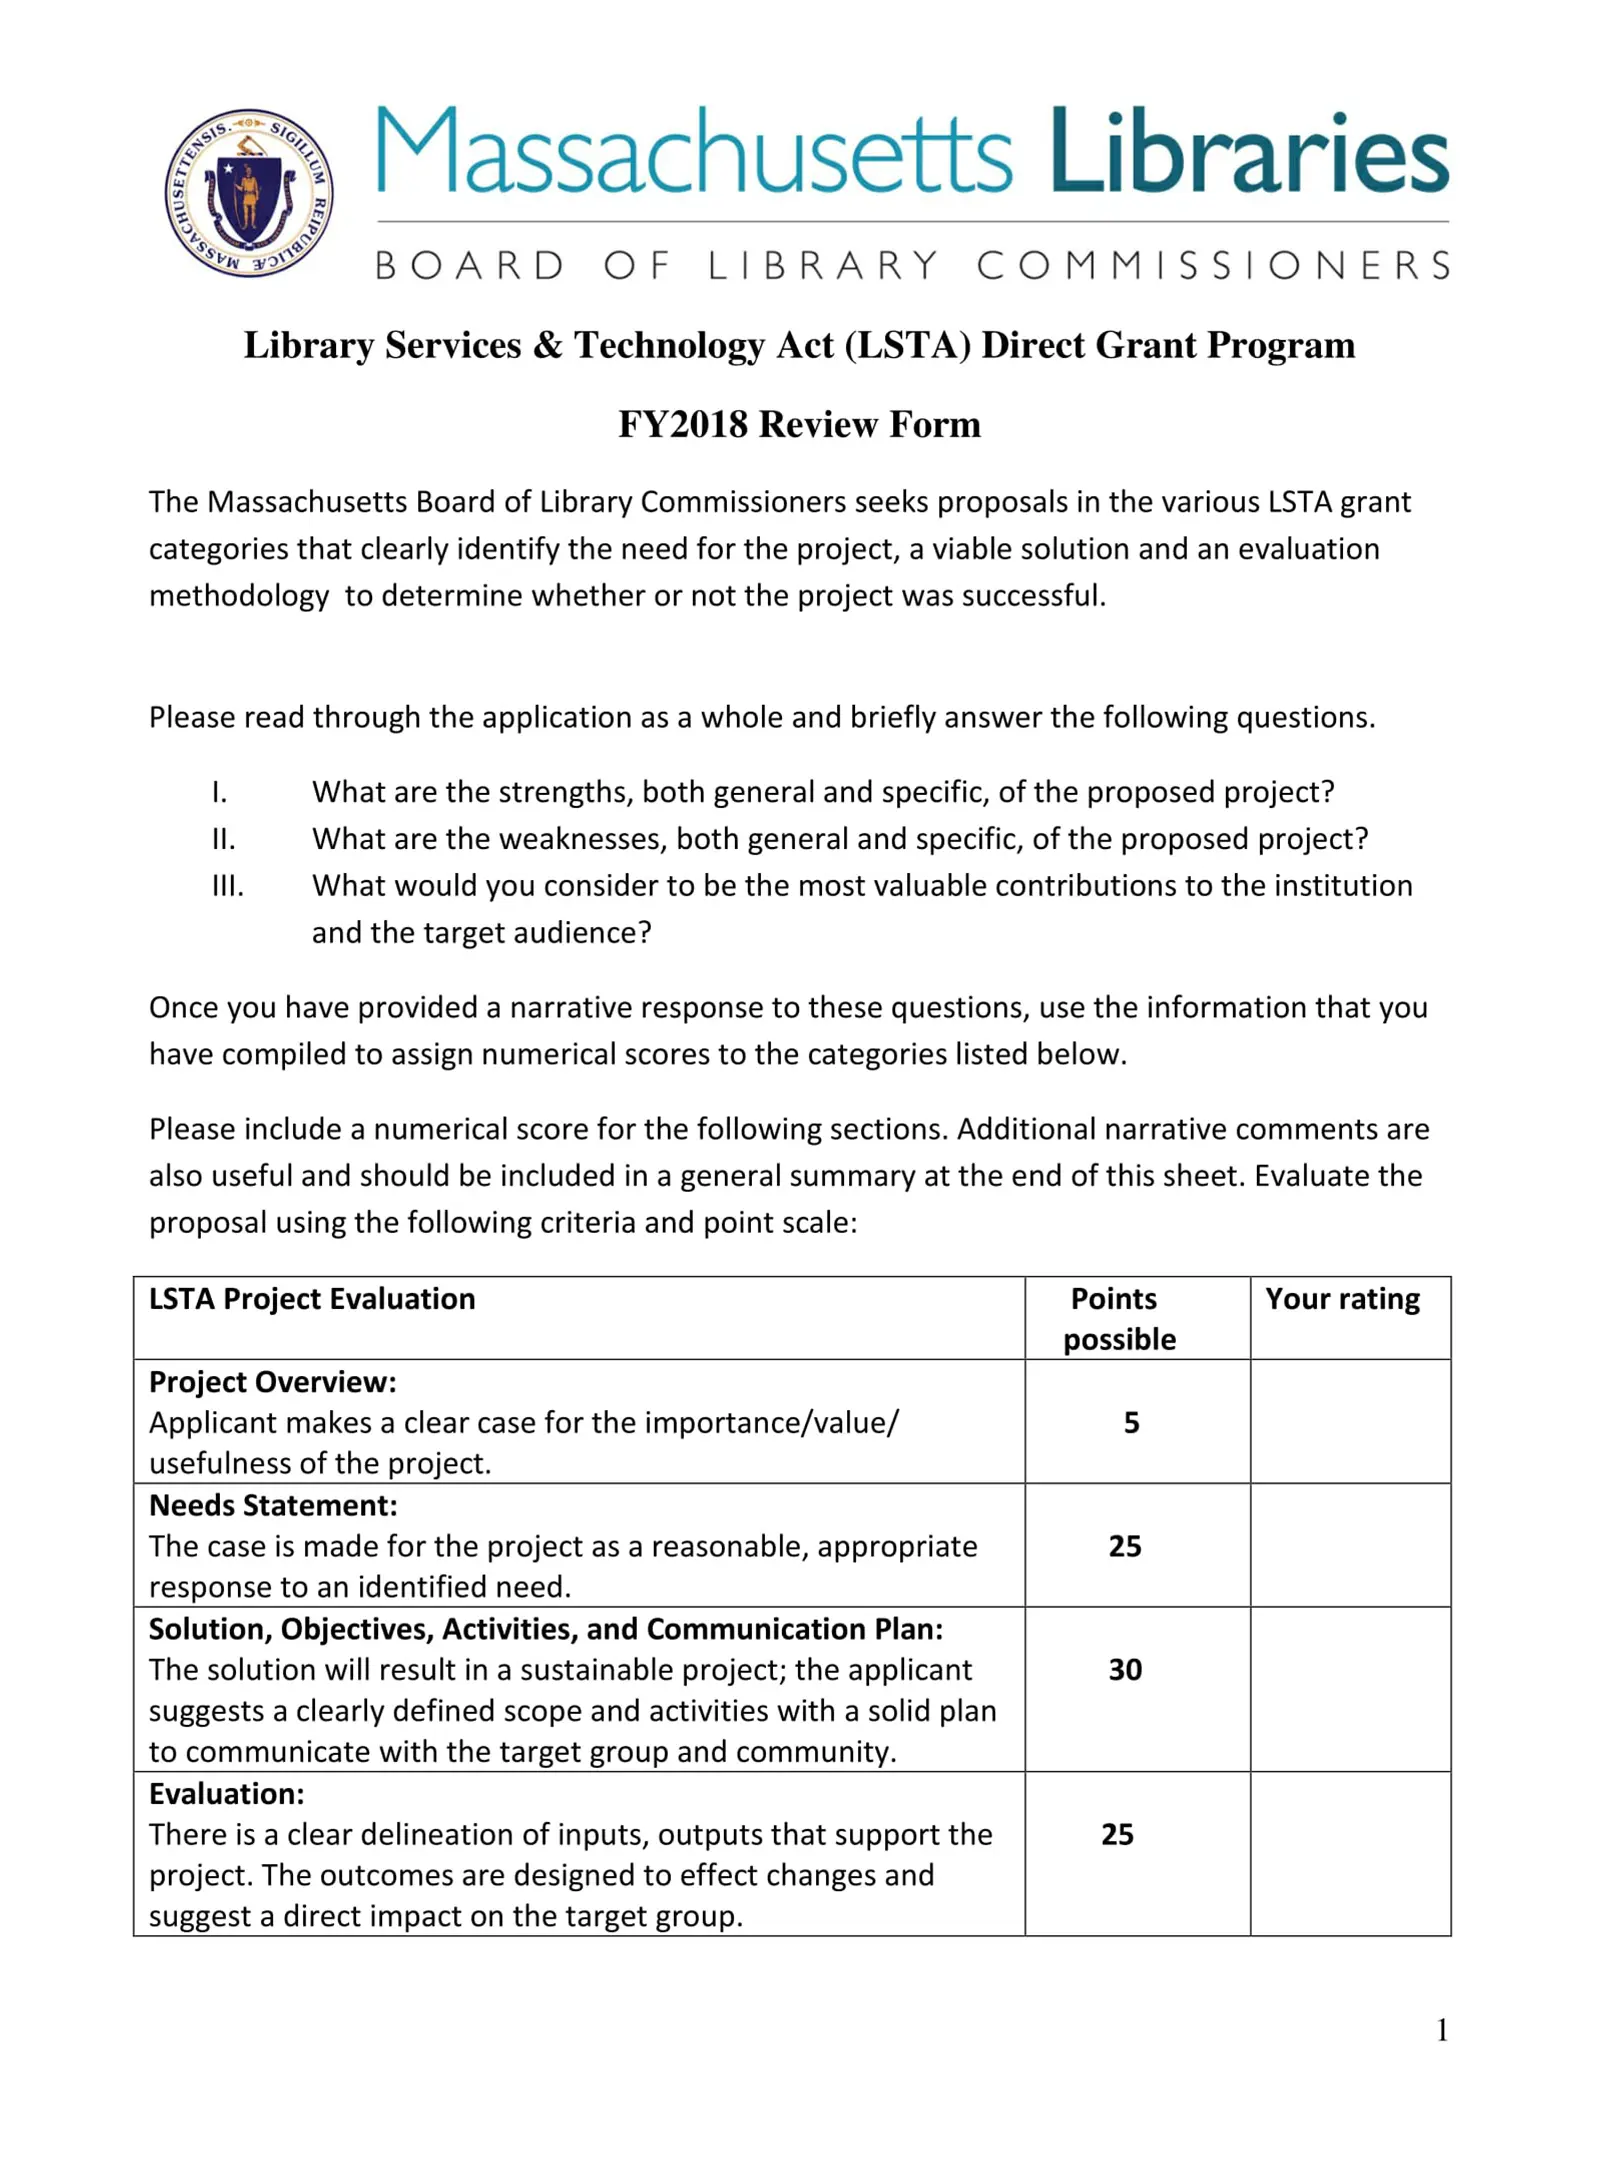 SIGILLUM REIPUBLICÆ MASSACHUSETTENSIS.
Massachusetts Libraries
BOARD OF LIBRARY COMMISSIONERS
Library Services & Technology Act (LSTA) Direct Grant Program
FY2018 Review Form
The Massachusetts Board of Library Commissioners seeks proposals in the various LSTA grant
categories that clearly identify the need for the project, a viable solution and an evaluation
methodology  to determine whether or not the project was successful.
Please read through the application as a whole and briefly answer the following questions.
I. What are the strengths, both general and specific, of the proposed project?
II. What are the weaknesses, both general and specific, of the proposed project?
III. What would you consider to be the most valuable contributions to the institution
and the target audience?
Once you have provided a narrative response to these questions, use the information that you
have compiled to assign numerical scores to the categories listed below.
Please include a numerical score for the following sections. Additional narrative comments are
also useful and should be included in a general summary at the end of this sheet. Evaluate the
proposal using the following criteria and point scale:
LSTA Project Evaluation
Points
possible
Your rating
Project Overview:
Applicant makes a clear case for the importance/value/
usefulness of the project.
5
Needs Statement:
The case is made for the project as a reasonable, appropriate
response to an identified need.
25
Solution, Objectives, Activities, and Communication Plan:
The solution will result in a sustainable project; the applicant
suggests a clearly defined scope and activities with a solid plan
to communicate with the target group and community.
30
Evaluation:
There is a clear delineation of inputs, outputs that support the
project. The outcomes are designed to effect changes and
suggest a direct impact on the target group.
25
1